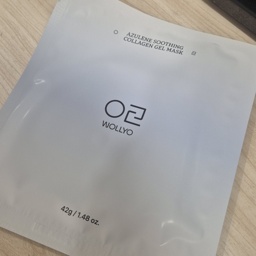 AZULENE SOOTHING
COLLAGEN GEL MASK
WOLLYO
42g / 1.48 oz.